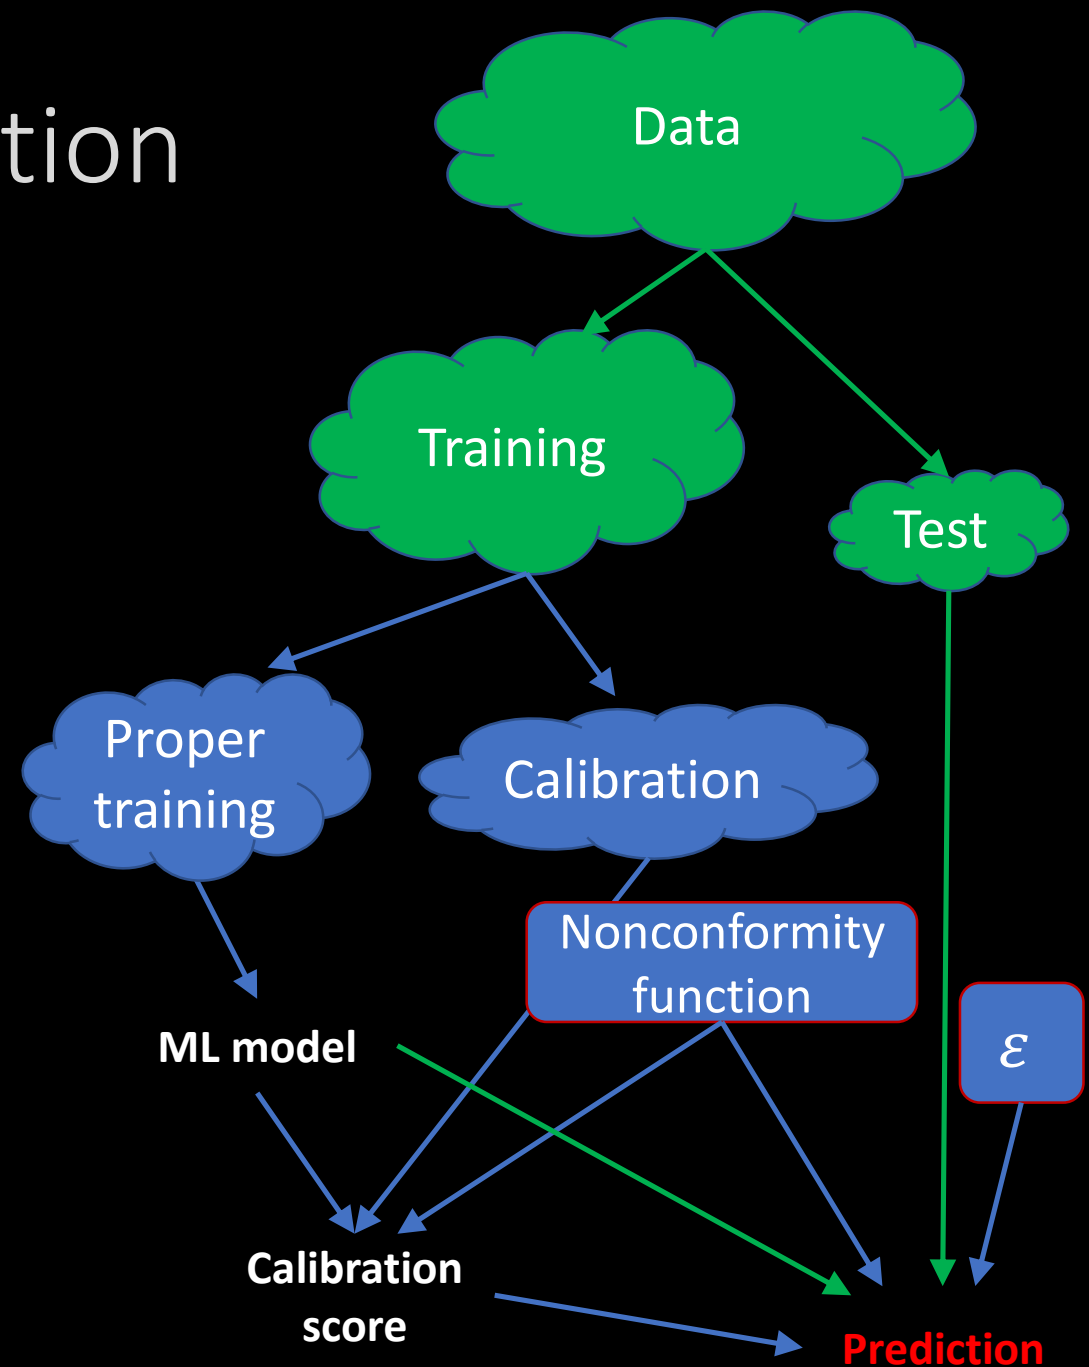 tion
Data
Training
Test
Proper
training
Calibration
Nonconformity
function
ε
ML model
Calibration
score
Prediction